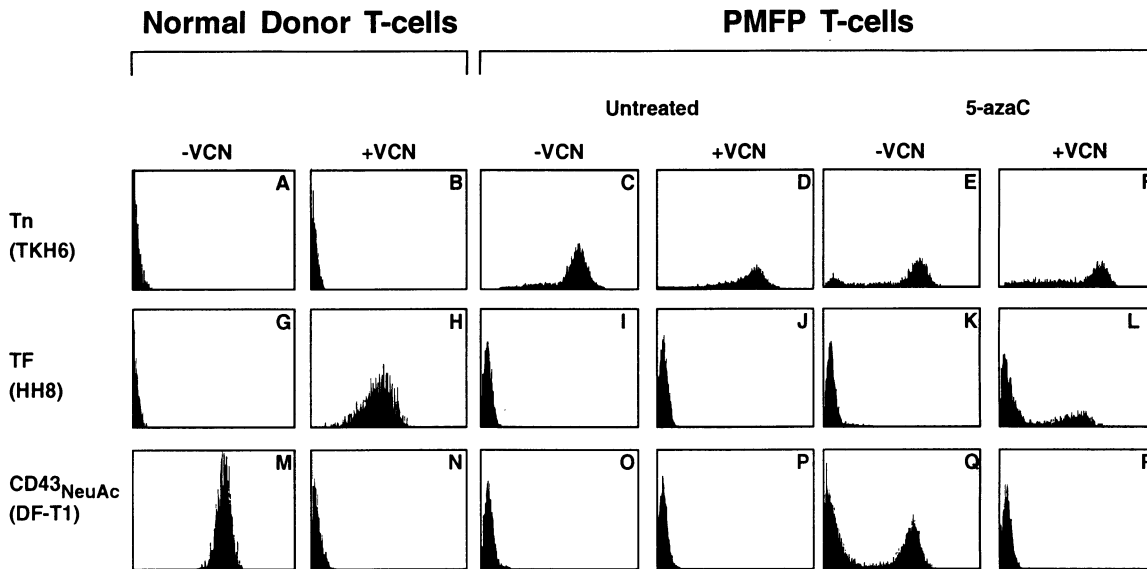 Normal Donor T-cells PMFP T-cells
Untreated 5-azaC
-VCN +VCN -VCN +VCN -VCN +VCN
A B C D E F
Tn
(TKH6)
G H I J K L
TF
(HH8)
M N O P Q
CD43NeuAc
(DF-T1)